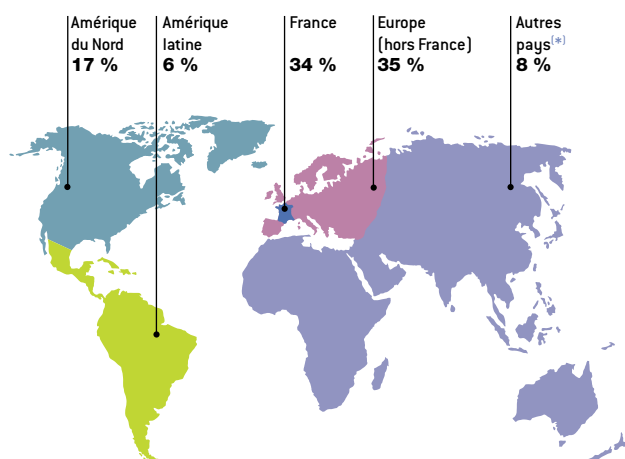 Amérique
du Nord
17 %
Amérique
latine
6 %
France
34 %
Europe
(hors France)
35 %
Autres
pays(*)
8 %